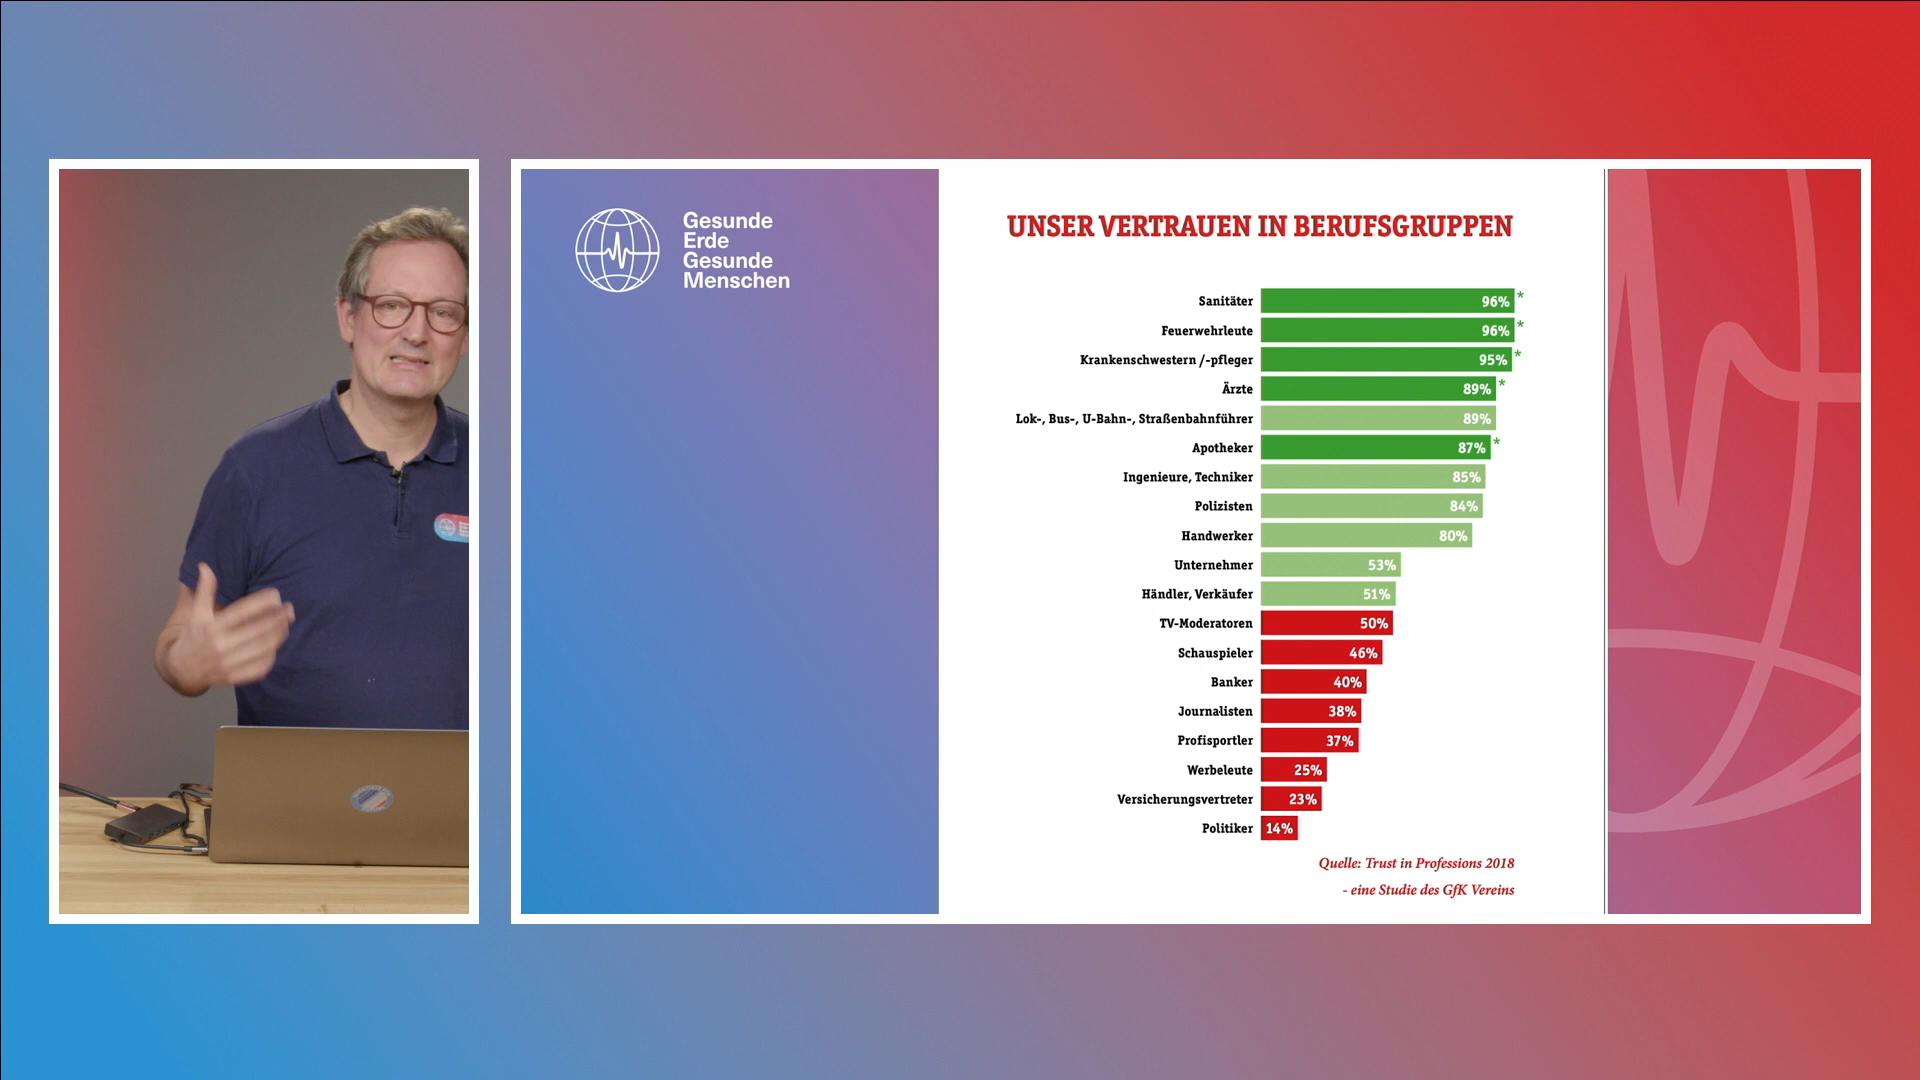 Gesunde
Erde
Gesunde
Menschen
UNSER VERTRAUEN IN BERUFSGRUPPEN
Sanitäter 96% *
Feuerwehrleute 96% *
Krankenschwestern /-pfleger 95% *
Ärzte 89% *
Lok-, Bus-, U-Bahn-, Straßenbahnführer 89%
Apotheker 87% *
Ingenieure, Techniker 85%
Polizisten 84%
Handwerker 80%
Unternehmer 53%
Händler, Verkäufer 51%
TV-Moderatoren 50%
Schauspieler 46%
Banker 40%
Journalisten 38%
Profisportler 37%
Werbeleute 25%
Versicherungsvertreter 23%
Politiker 14%
Quelle: Trust in Professions 2018
- eine Studie des GfK Vereins